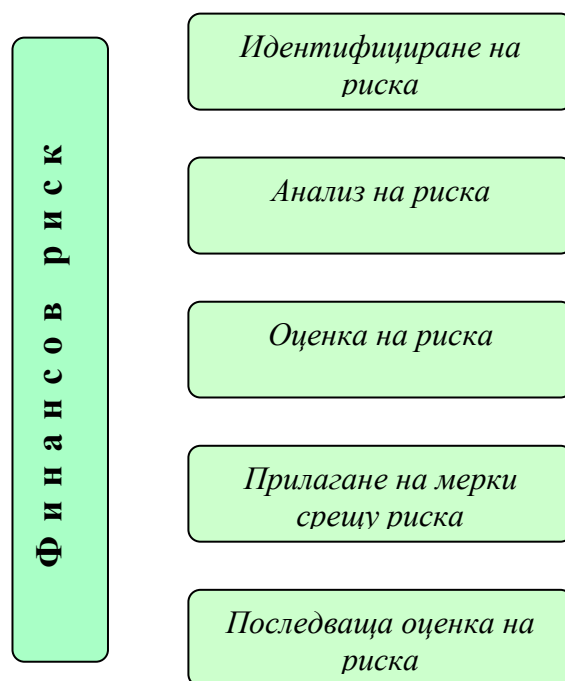 Финансов риск
Идентифициране на
риска
Анализ на риска
Оценка на риска
Прилагане на мерки
срещу риска
Последваща оценка на
риска